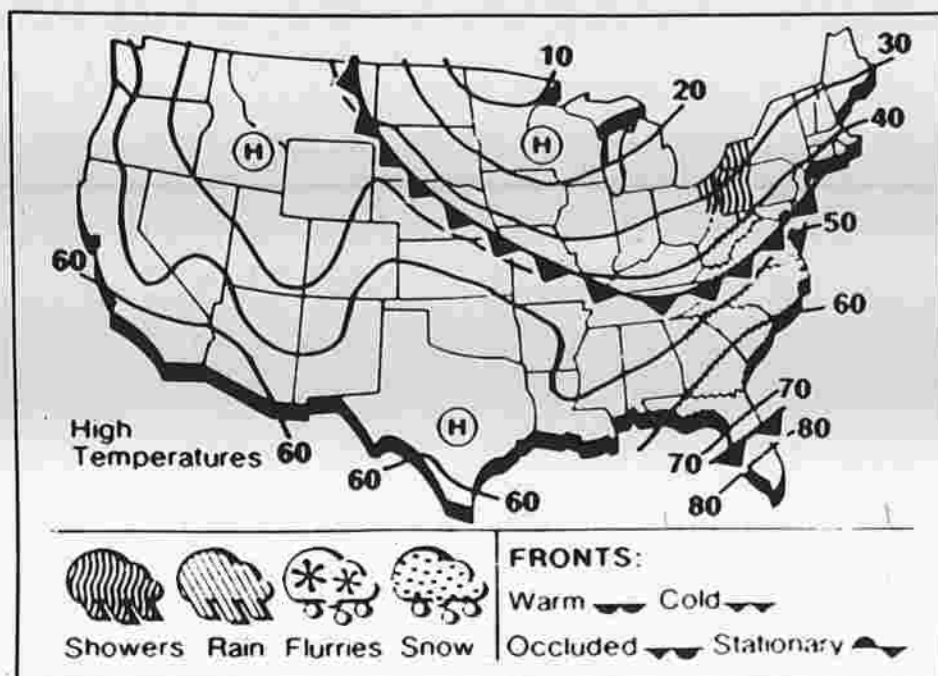 10
30
20
40
H
H
50
60
60
70
High
Temperatures
H
80
60
70
60
60
80
FRONTS:
Warm Cold
Showers Rain Flurries Snow
Occluded Stationary